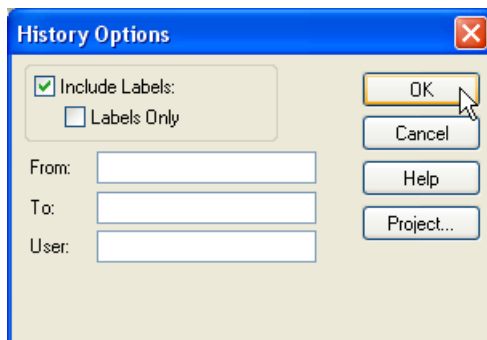 History Options
Include Labels:
Labels Only
From:
To:
User:
OK
Cancel
Help
Project...